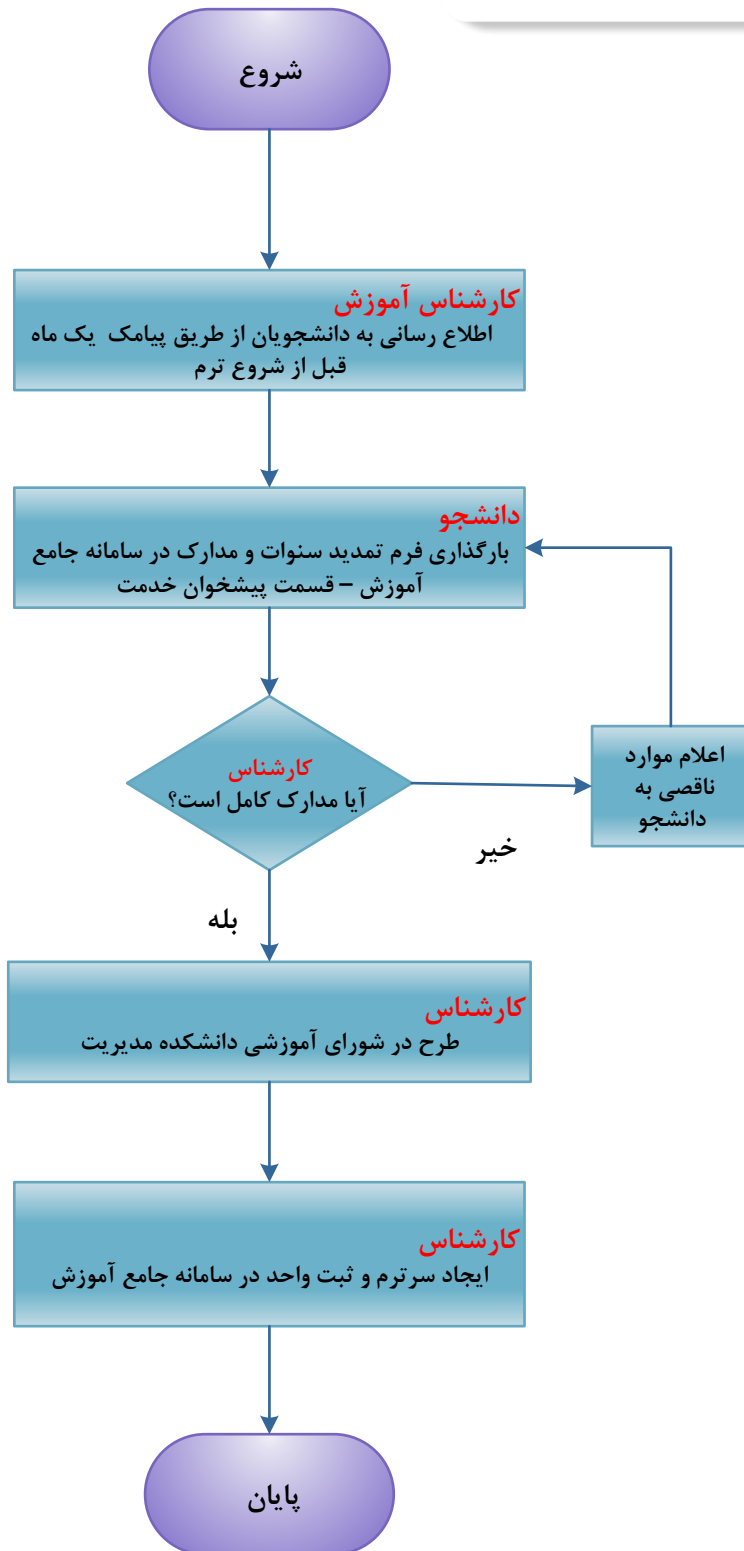 شروع
کارشناس آموزش
اطلاع رسانی به دانشجویان از طریق پیامک یک ماه
قبل از شروع ترم
دانشجو
بارگذاری فرم تمدید سنوات و مدارک در سامانه جامع
آموزش – قسمت پیشخوان خدمت
کارشناس
آیا مدارک کامل است؟
اعلام موارد
ناقصی به
دانشجو
خیر
بله
کارشناس
طرح در شورای آموزشی دانشکده مدیریت
کارشناس
ایجاد سرترم و ثبت واحد در سامانه جامع آموزش
پایان